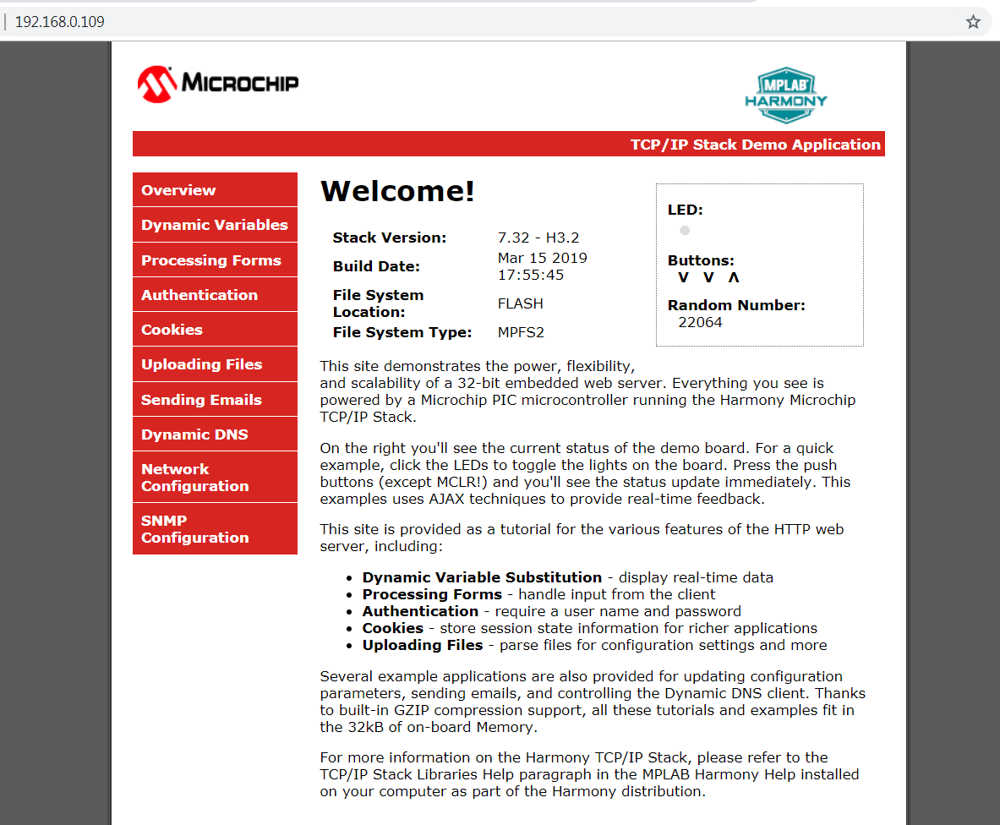 192.168.0.109
MICROCHIP
MPLAB
HARMONY
TCP/IP Stack Demo Application
Overview
Dynamic Variables
Processing Forms
Authentication
Cookies
Uploading Files
Sending Emails
Dynamic DNS
Network
Configuration
SNMP
Configuration
Welcome!
Stack Version: 7.32 - H3.2
Build Date: Mar 15 2019
17:55:45
File System
Location: FLASH
File System Type: MPFS2
LED:
Buttons:
V V Λ
Random Number:
22064
This site demonstrates the power, flexibility,
and scalability of a 32-bit embedded web server. Everything you see is
powered by a Microchip PIC microcontroller running the Harmony Microchip
TCP/IP Stack.
On the right you'll see the current status of the demo board. For a quick
example, click the LEDs to toggle the lights on the board. Press the push
buttons (except MCLR!) and you'll see the status update immediately. This
examples uses AJAX techniques to provide real-time feedback.
This site is provided as a tutorial for the various features of the HTTP web
server, including:
• Dynamic Variable Substitution - display real-time data
• Processing Forms - handle input from the client
• Authentication - require a user name and password
• Cookies - store session state information for richer applications
• Uploading Files - parse files for configuration settings and more
Several example applications are also provided for updating configuration
parameters, sending emails, and controlling the Dynamic DNS client. Thanks
to built-in GZIP compression support, all these tutorials and examples fit in
the 32kB of on-board Memory.
For more information on the Harmony TCP/IP Stack, please refer to the
TCP/IP Stack Libraries Help paragraph in the MPLAB Harmony Help installed
on your computer as part of the Harmony distribution.